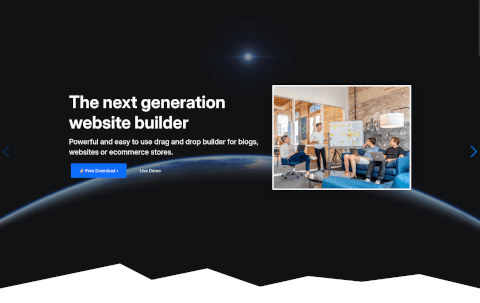 The next generation
website builder
Powerful and easy to use drag and drop builder for blogs,
websites or ecommerce stores.
Free Download ›
Live Demo